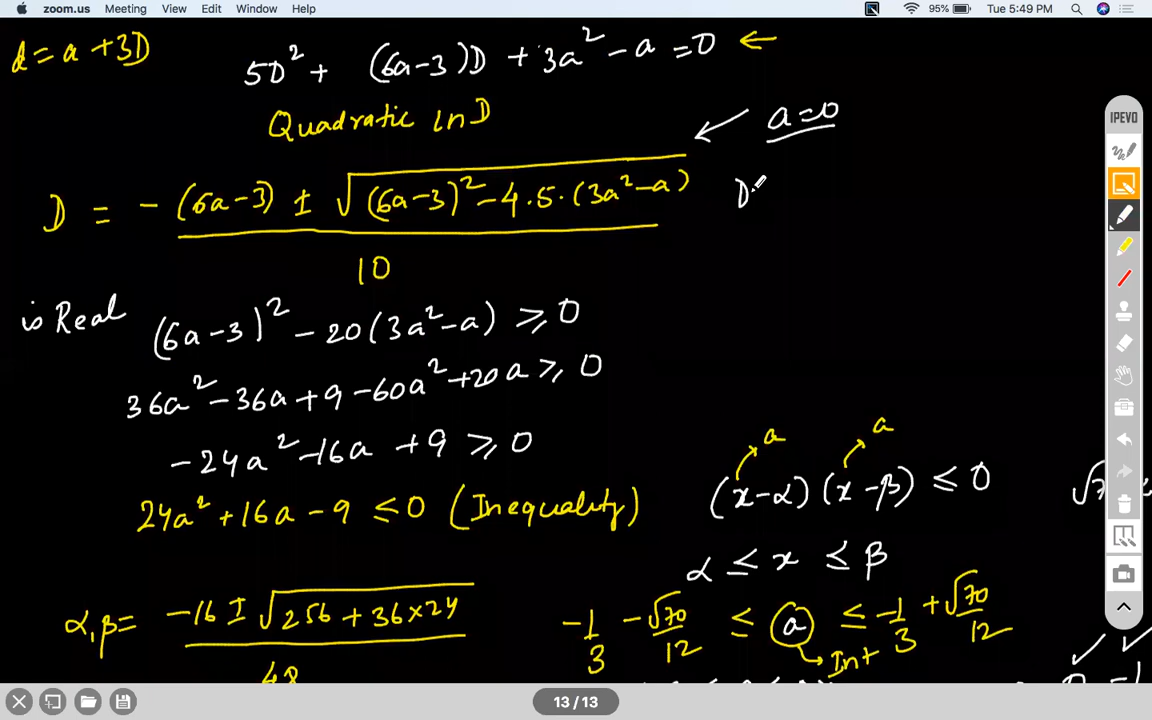 zoom.us Meeting View Edit Window Help 95% Tue 5:49 PM
d = a + 3D
5D² + (6a-3)D + 3a² - a = 0 ←
Quadratic in D
a = 0
D = -(6a-3) ± √(6a-3)² - 4.5.(3a² - a)
10
D
IPEVO
is Real (6a-3)² - 20(3a² - a) ≥ 0
36a² - 36a + 9 - 60a² + 20a ≥ 0
-24a² - 16a + 9 ≥ 0
24a² + 16a - 9 ≤ 0 (Inequality)
a a
(x-α)(x-β) ≤ 0
α ≤ x ≤ β
α,β = -16 ± √256 + 36×24
48
-1/3 - √70/12 ≤ a ≤ -1/3 + √70/12
Int
13 / 13